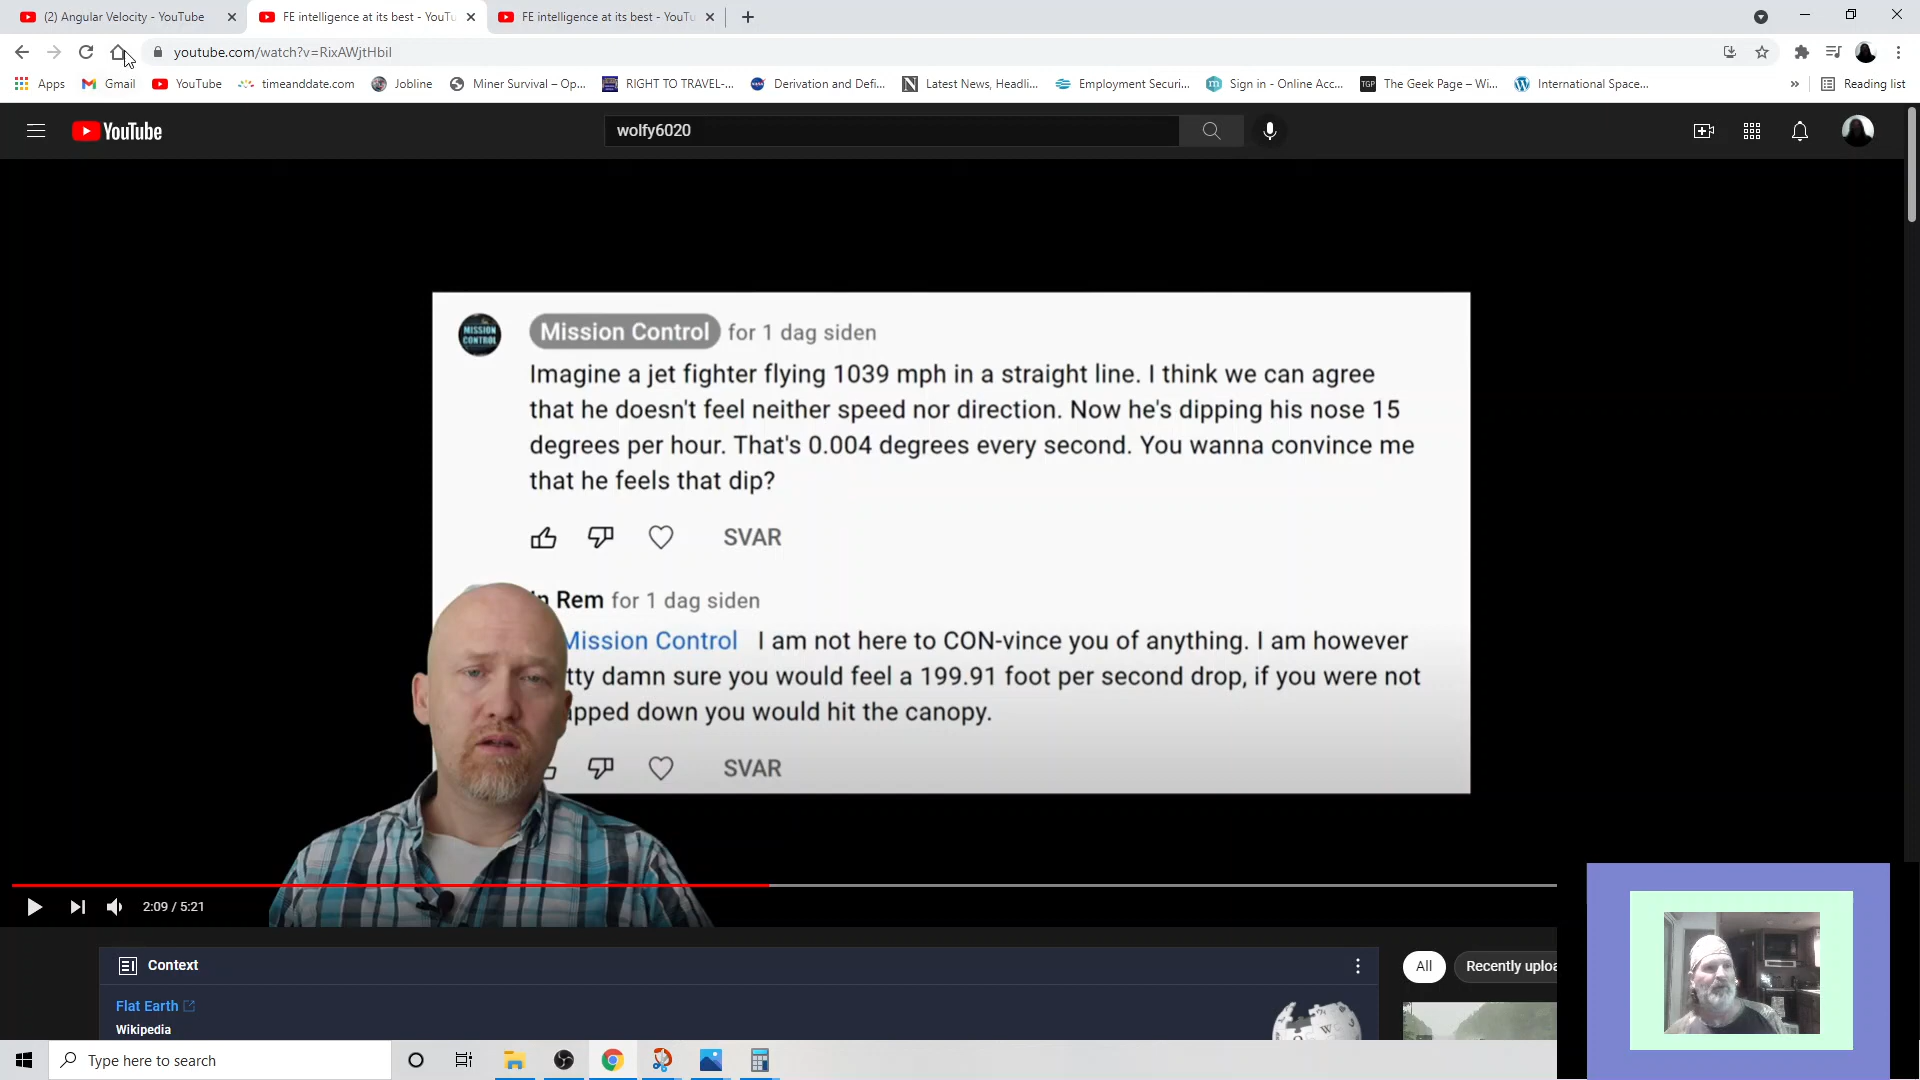 (2) Angular Velocity - YouTube
FE intelligence at its best - YouTu
FE intelligence at its best - YouTu
youtube.com/watch?v=RixAWjtHbiI
Apps
Gmail
YouTube
timeanddate.com
Jobline
Miner Survival – Op...
RIGHT TO TRAVEL-...
Derivation and Defi...
Latest News, Headli...
Employment Securi...
Sign in - Online Acc...
TGP
The Geek Page – Wi...
International Space...
»
Reading list
YouTube
wolfy6020
MISSION
CONTROL
Mission Control for 1 dag siden
Imagine a jet fighter flying 1039 mph in a straight line. I think we can agree
that he doesn't feel neither speed nor direction. Now he's dipping his nose 15
degrees per hour. That's 0.004 degrees every second. You wanna convince me
that he feels that dip?
SVAR
Rem for 1 dag siden
Mission Control I am not here to CON-vince you of anything. I am however
tty damn sure you would feel a 199.91 foot per second drop, if you were not
apped down you would hit the canopy.
SVAR
2:09 / 5:21
Context
All
Recently uploa
Flat Earth
Wikipedia
Type here to search